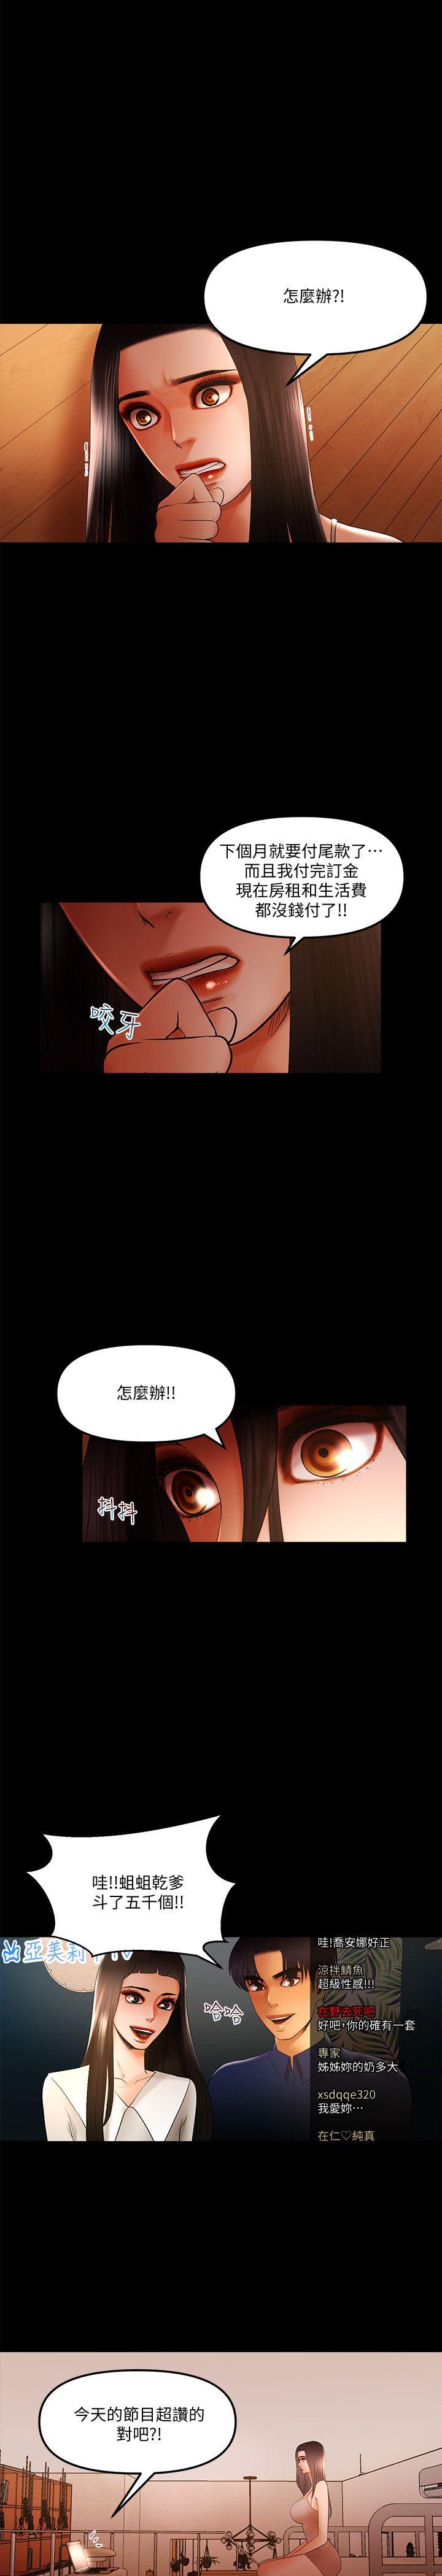 怎麼辦?!
下個月就要付尾款了…
而且我付完訂金
現在房租和生活費
都沒錢付了!!
咬牙
怎麼辦!!
抖抖
哇!!蛆蛆乾爹
斗了五千個!!
亞美莉
哈哈
哇!喬安娜好正
涼拌鯖魚
超級性感!!!
在野去死吧
好吧,你的確有一套
專家
姊姊妳的奶多大
xsdqqe320
我愛妳…
在仁♡純真
今天的節目超讚的
對吧?!